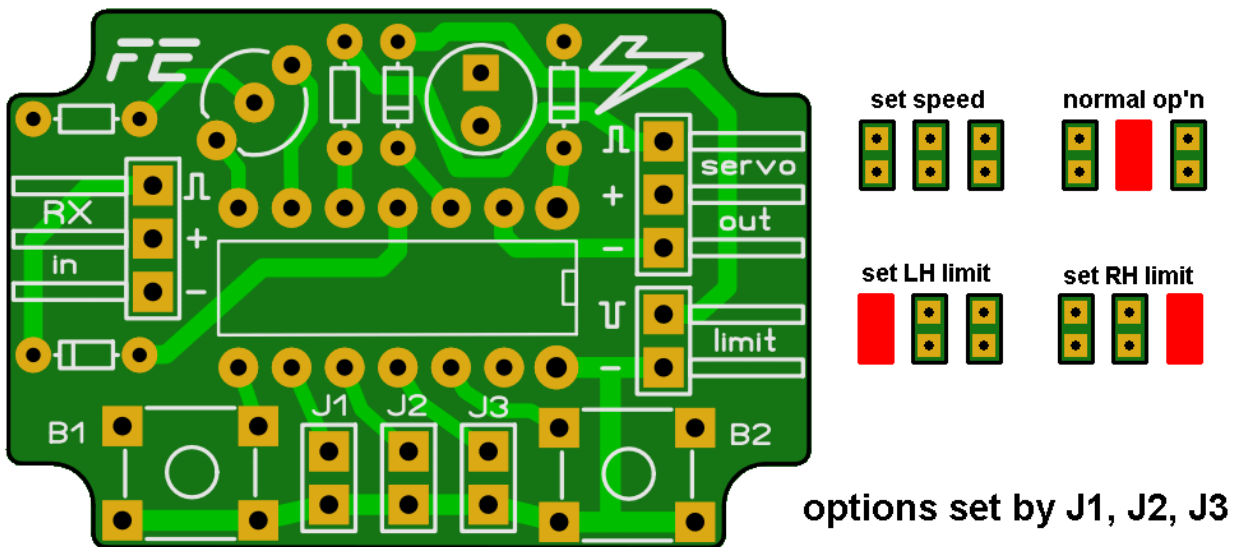 FE
RX
+
in
-
servo
+
out
-
limit
-
B1
J1 J2 J3
B2
set speed
normal op'n
set LH limit
set RH limit
options set by J1, J2, J3